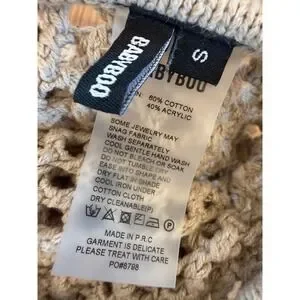 BABYBOO
S
BABYBOO
60% COTTON
40% ACRYLIC
SOME JEWELRY MAY
SNAG FABRIC
WASH SEPARATELY
COOL GENTLE HAND WASH
DO NOT BLEACH OR SOAK
DO NOT TUMBLE DRY
EASE INTO SHAPE AND
DRY FLAT IN SHADE
COOL IRON UNDER
COTTON CLOTH
DRY CLEANABLE(P)
MADE IN P.R.C
GARMENT IS DELICATE
PLEASE TREAT WITH CARE
PO#8798